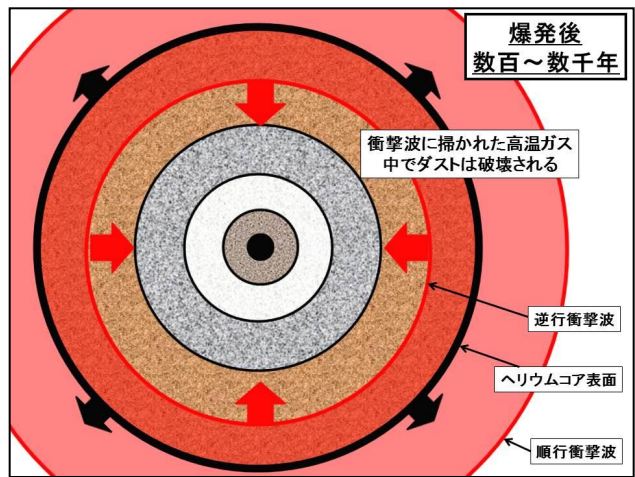 爆発後
数百～数千年
衝撃波に掃かれた高温ガス
中でダストは破壊される
逆行衝撃波
ヘリウムコア表面
順行衝撃波